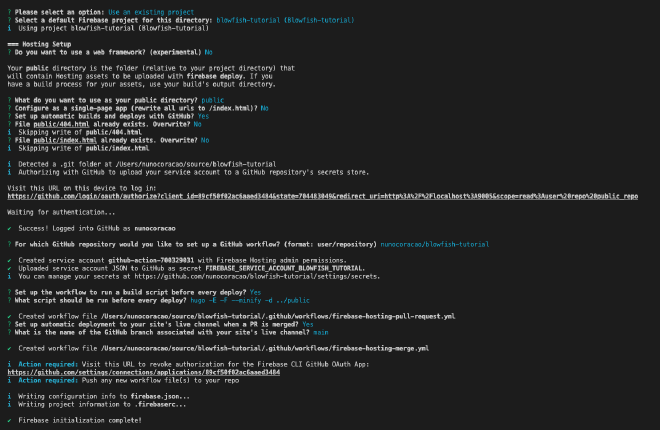 ? Please select an option: Use an existing project
? Select a default Firebase project for this directory: blowfish-tutorial (Blowfish-tutorial)
i  Using project blowfish-tutorial (Blowfish-tutorial)
=== Hosting Setup
? Do you want to use a web framework? (experimental) No
Your public directory is the folder (relative to your project directory) that
will contain Hosting assets to be uploaded with firebase deploy. If you
have a build process for your assets, use your build's output directory.
? What do you want to use as your public directory? public
? Configure as a single-page app (rewrite all urls to /index.html)? No
? Set up automatic builds and deploys with GitHub? Yes
? File public/404.html already exists. Overwrite? No
i  Skipping write of public/404.html
? File public/index.html already exists. Overwrite? No
i  Skipping write of public/index.html
i  Detected a .git folder at /Users/nunocoracao/source/blowfish-tutorial
i  Authorizing with GitHub to upload your service account to a GitHub repository's secrets store.
Visit this URL on this device to log in:
https://github.com/login/oauth/authorize?client_id=89cf50f02ac6aaed3484&state=704483049&redirect_uri=http%3A%2F%2Flocalhost%3A9005&scope=read%3Auser%20repo%20public_repo
Waiting for authentication...
✔  Success! Logged into GitHub as nunocoracao
? For which GitHub repository would you like to set up a GitHub workflow? (format: user/repository) nunocoracao/blowfish-tutorial
✔  Created service account github-action-700329031 with Firebase Hosting admin permissions.
✔  Uploaded service account JSON to GitHub as secret FIREBASE_SERVICE_ACCOUNT_BLOWFISH_TUTORIAL.
i  You can manage your secrets at https://github.com/nunocoracao/blowfish-tutorial/settings/secrets.
? Set up the workflow to run a build script before every deploy? Yes
? What script should be run before every deploy? hugo -E -F --minify -d ../public
✔  Created workflow file /Users/nunocoracao/source/blowfish-tutorial/.github/workflows/firebase-hosting-pull-request.yml
? Set up automatic deployment to your site's live channel when a PR is merged? Yes
? What is the name of the GitHub branch associated with your site's live channel? main
✔  Created workflow file /Users/nunocoracao/source/blowfish-tutorial/.github/workflows/firebase-hosting-merge.yml
i  Action required: Visit this URL to revoke authorization for the Firebase CLI GitHub OAuth App:
https://github.com/settings/connections/applications/89cf50f02ac6aaed3484
i  Action required: Push any new workflow file(s) to your repo
i  Writing configuration info to firebase.json...
i  Writing project information to .firebaserc...
✔  Firebase initialization complete!